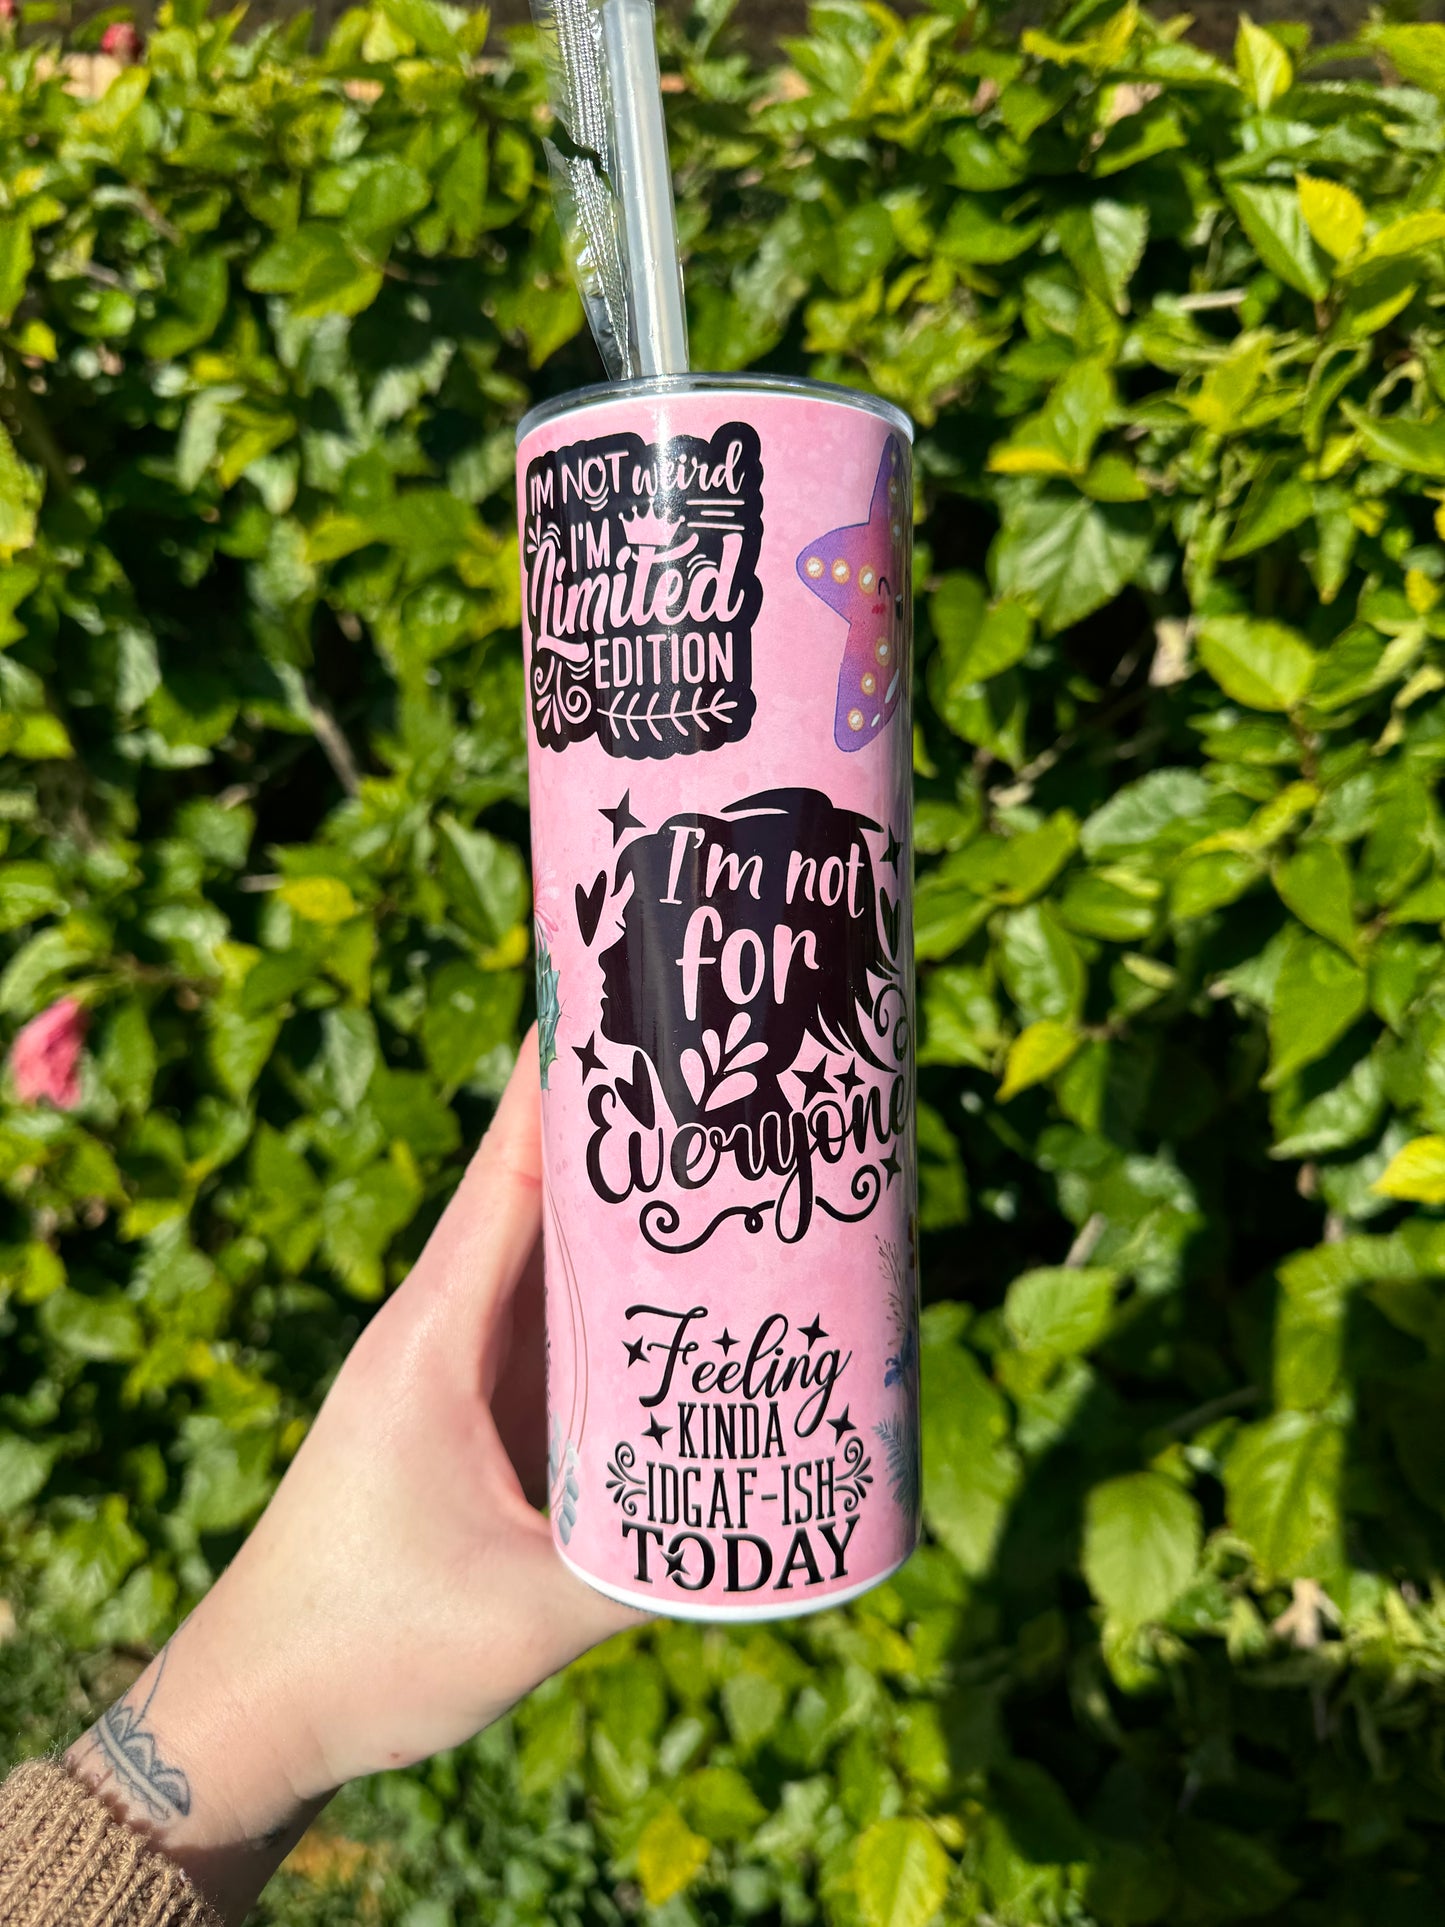 I'M NOT weird
I'M
Limited
EDITION
I'm not
for
Everyone
Feeling
KINDA
IDGAF-ISH
TODAY